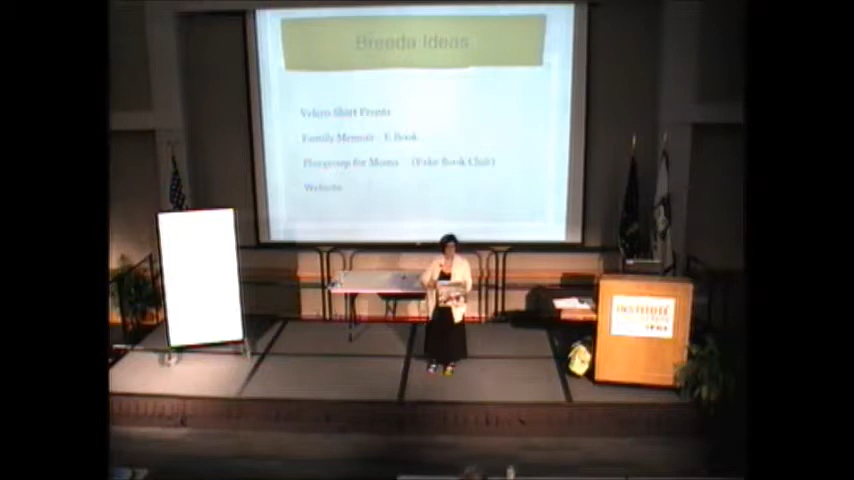 Breeda Ideas
Velcro Shirt Fronts
Family Memoir E Book
Playgroup for Moms (Fake Book Club)
Website
INSTITUTE